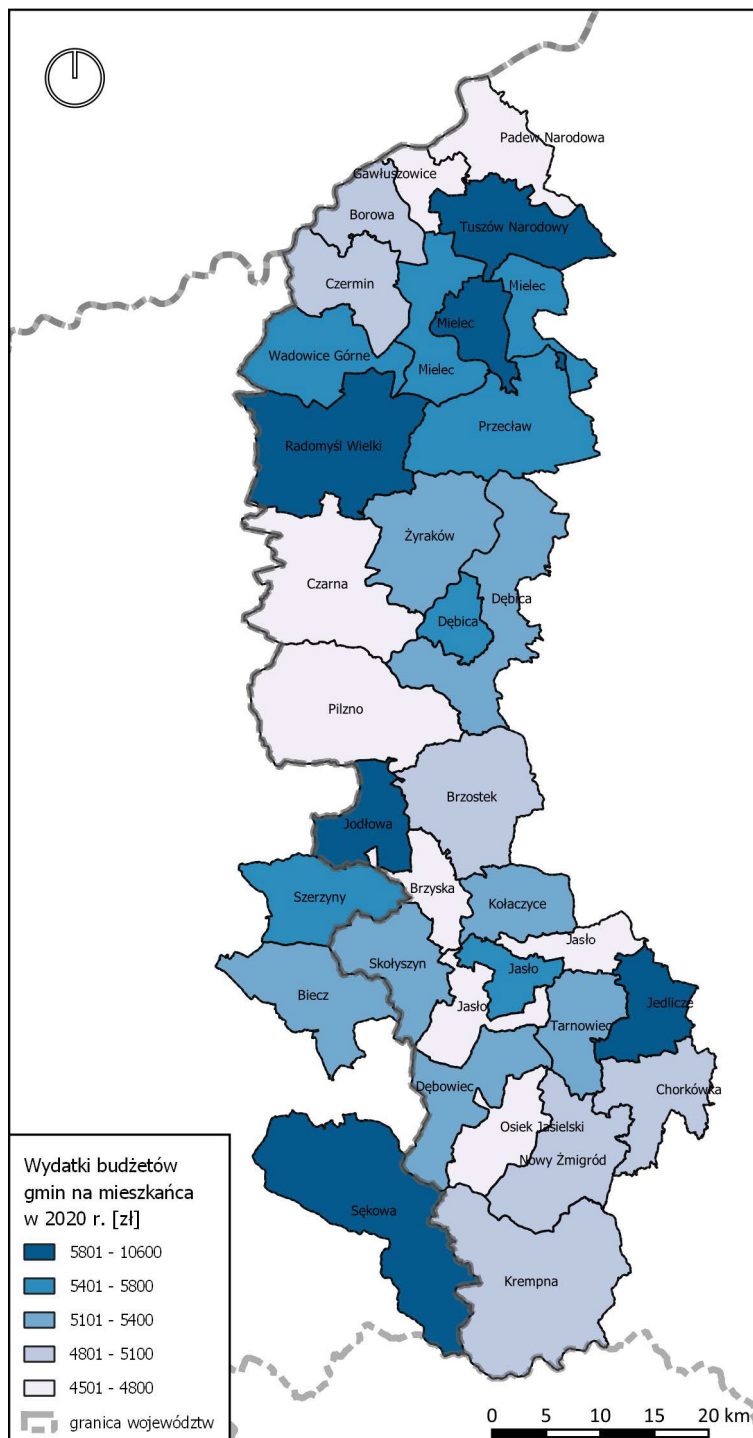 Padew Narodowa
Gawłuszowice
Borowa
Tuszów Narodowy
Czermin
Mielec
Mielec
Wadowice Górne
Mielec
Przecław
Radomyśl Wielki
Żyraków
Czarna
Dębica
Dębica
Pilzno
Brzostek
Jodłowa
Brzyska
Szerzyny
Kołaczyce
Jasło
Skołyszyn
Jasło
Biecz
Jasło
Jedlicze
Tarnowiec
Dębowiec
Chorkówka
Osiek Jasielski
Nowy Żmigród
Sękowa
Krempna
Wydatki budżetów
gmin na mieszkańca
w 2020 r. [zł]
5801 - 10600
5401 - 5800
5101 - 5400
4801 - 5100
4501 - 4800
granica województw
0 5 10 15 20 km